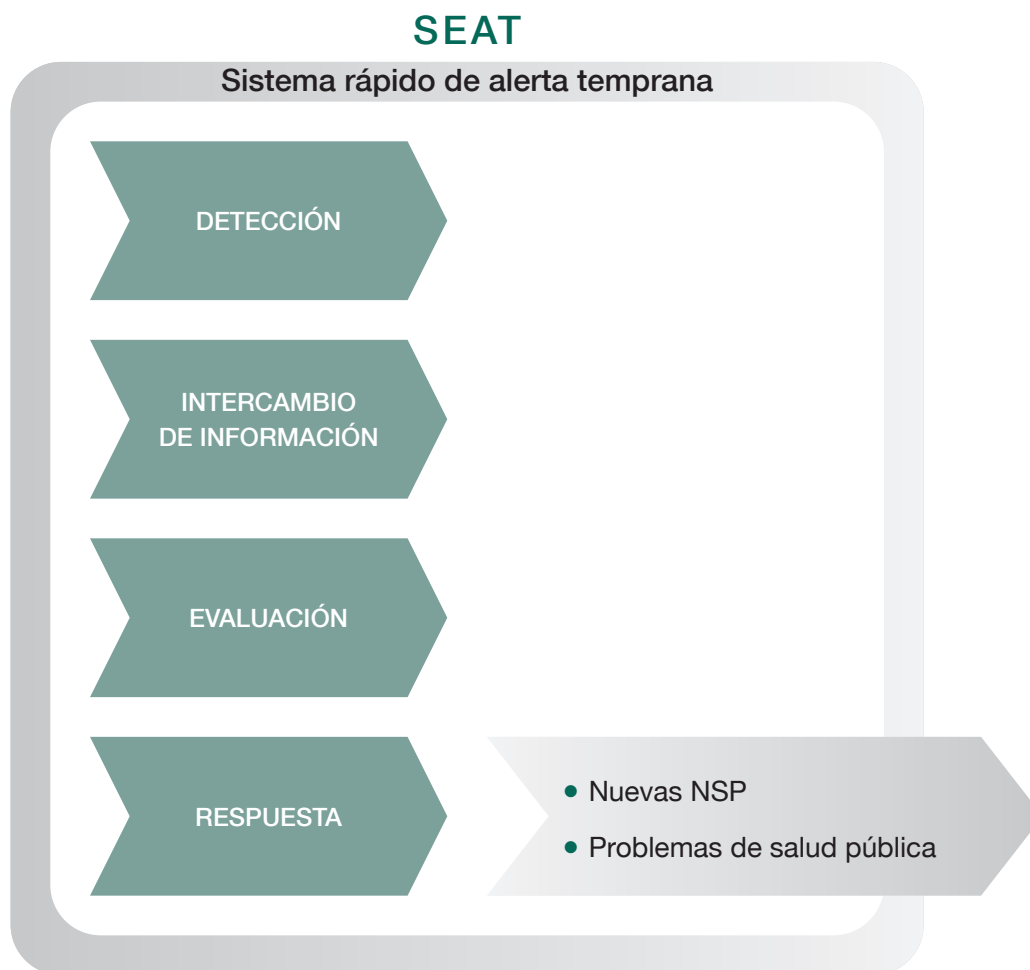 SEAT
Sistema rápido de alerta temprana
DETECCIÓN
INTERCAMBIO
DE INFORMACIÓN
EVALUACIÓN
RESPUESTA
• Nuevas NSP
• Problemas de salud pública